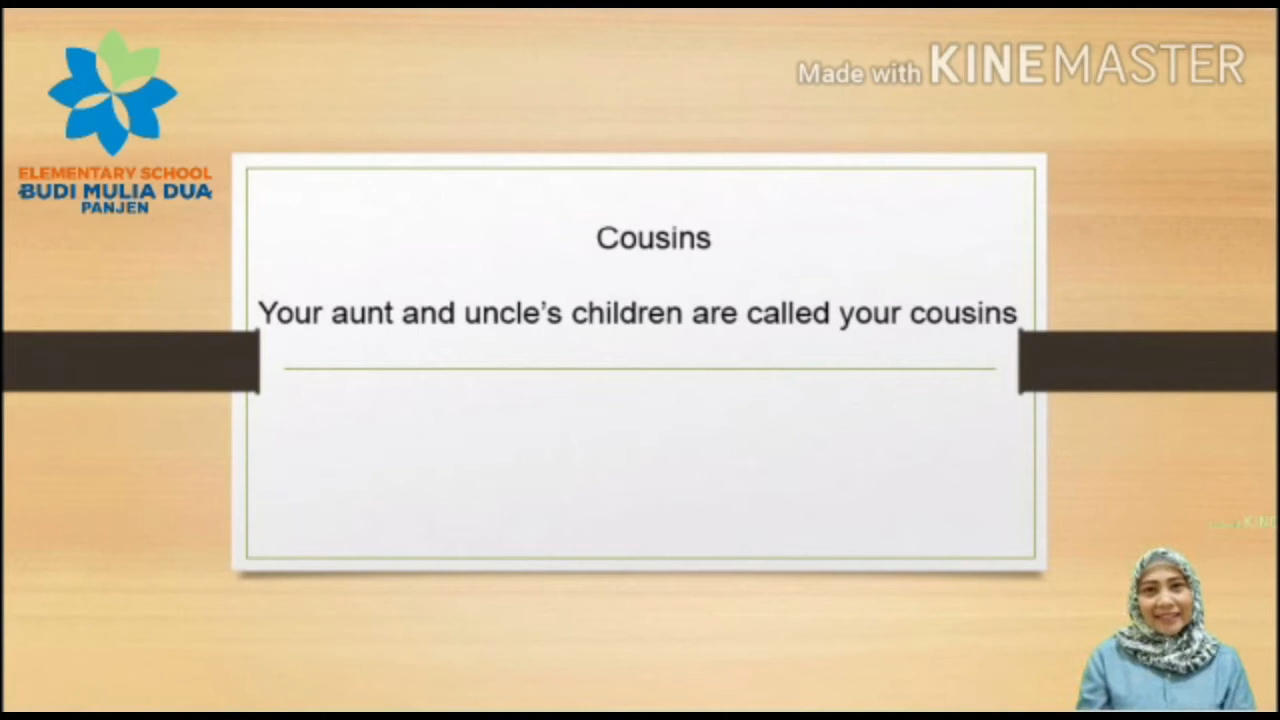 Made with KINEMASTER
ELEMENTARY SCHOOL
BUDI MULIA DUA
PANJEN
Cousins
Your aunt and uncle’s children are called your cousins